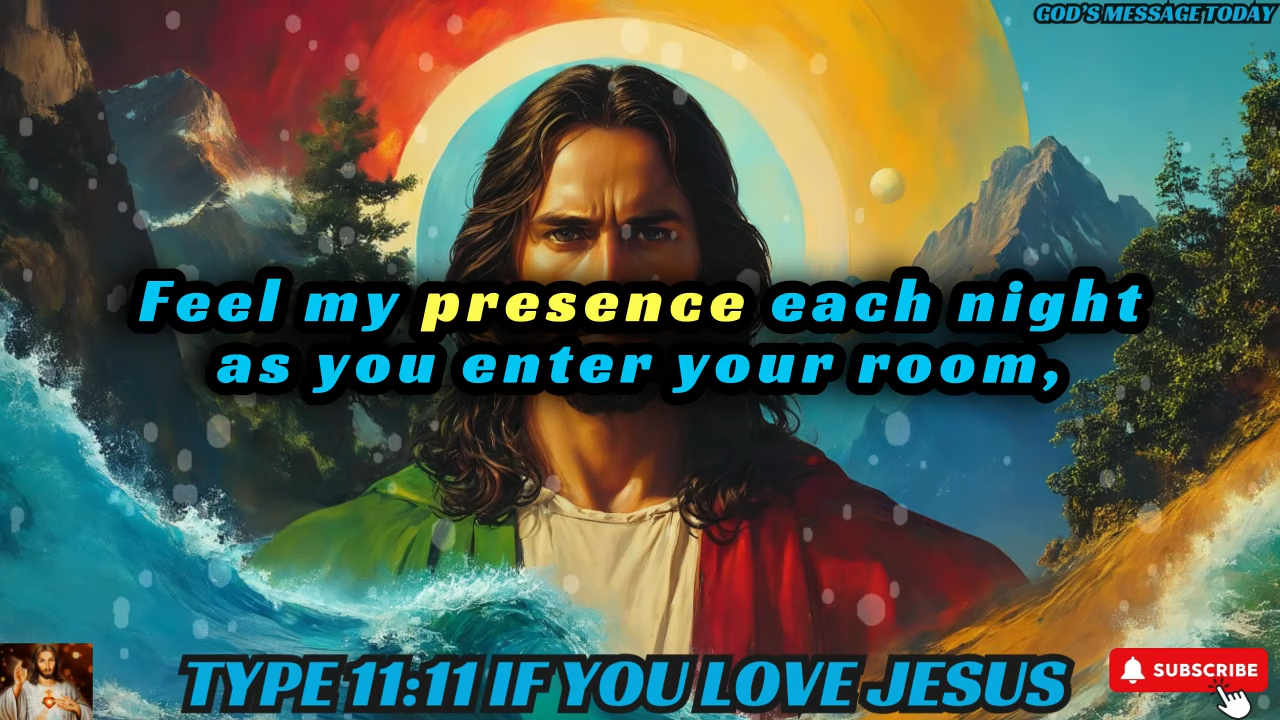 GOD'S MESSAGE TODAY
Feel my presence each night
as you enter your room,
TYPE 11:11 IF YOU LOVE JESUS
SUBSCRIBE